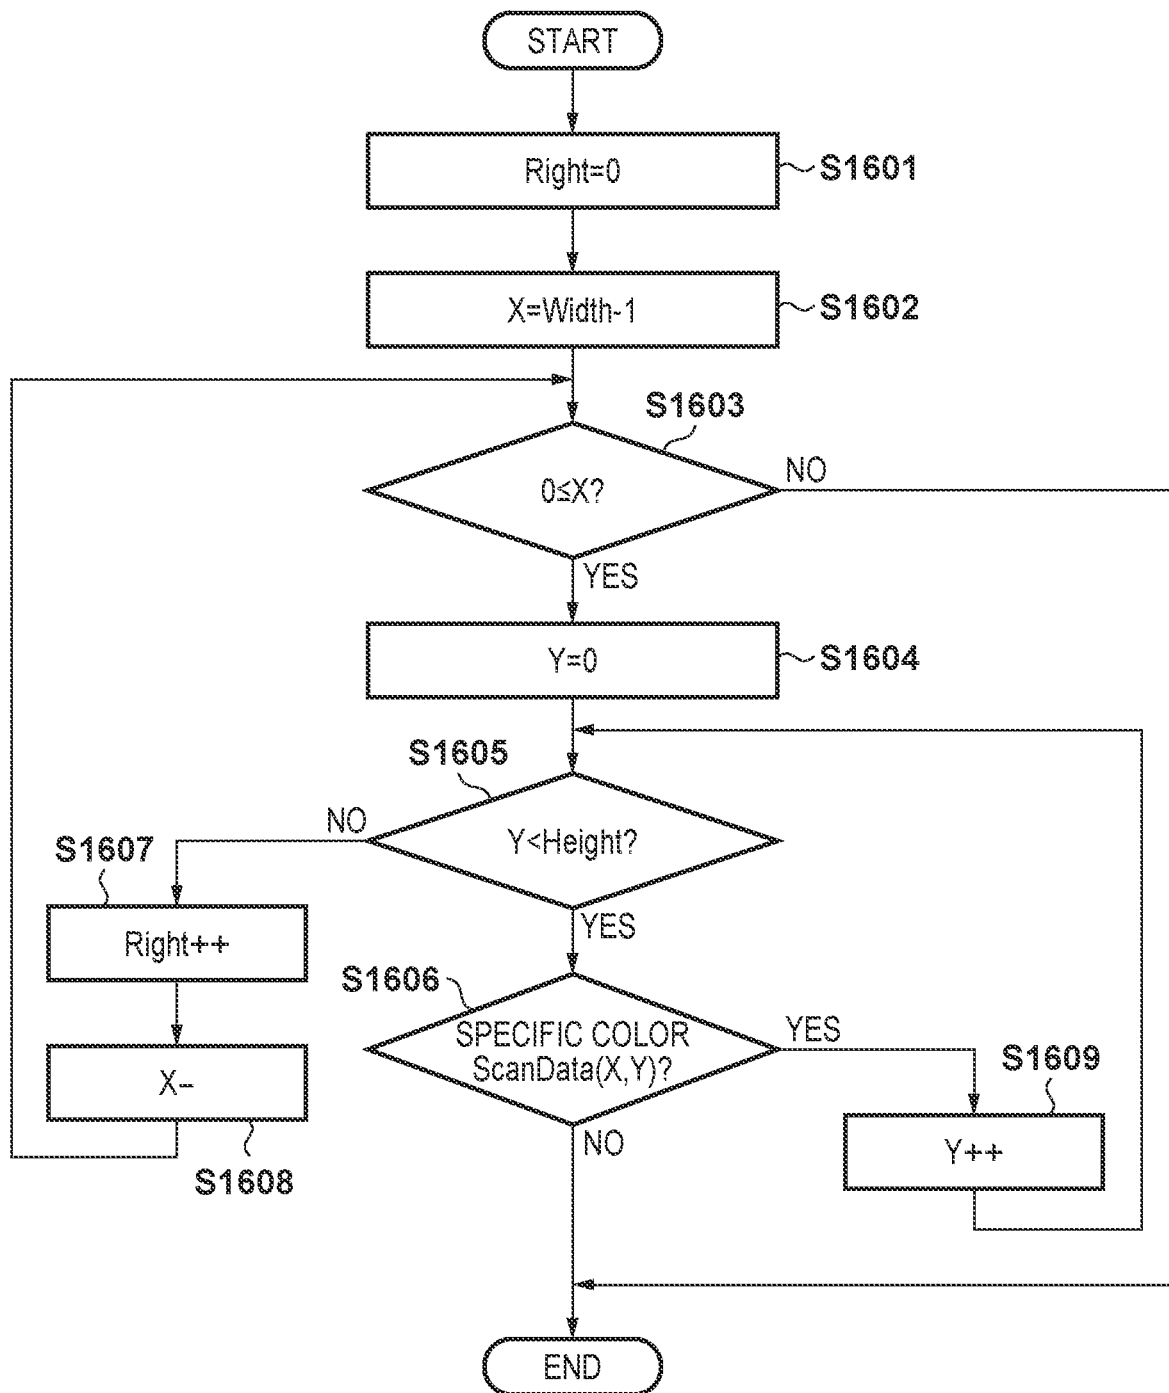 START
Right=0
S1601
X=Width-1
S1602
S1603
0≤X?
NO
YES
Y=0
S1604
S1605
Y<Height?
NO
YES
S1607
Right++
S1606
SPECIFIC COLOR
ScanData(X,Y)?
YES
NO
X–
S1608
S1609
Y++
END